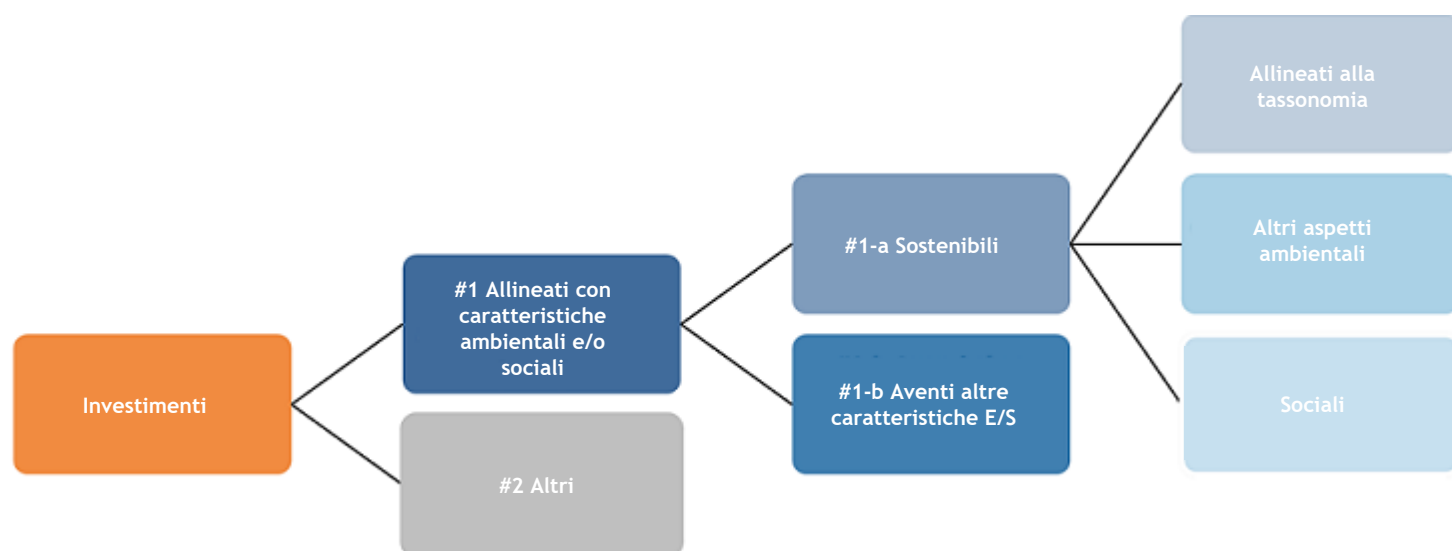 Investimenti
#1 Allineati con
caratteristiche
ambientali e/o
sociali
#2 Altri
#1-a Sostenibili
#1-b Aventi altre
caratteristiche E/S
Allineati alla
tassonomia
Altri aspetti
ambientali
Sociali